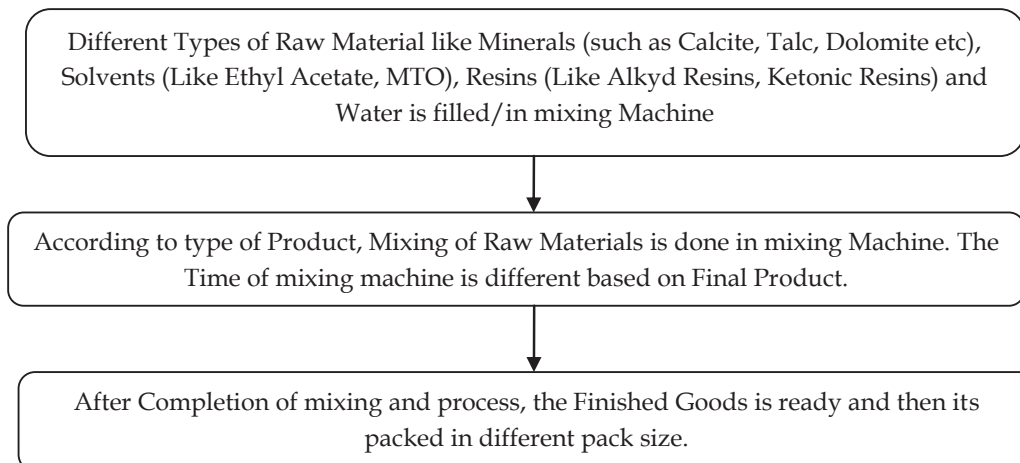 Different Types of Raw Material like Minerals (such as Calcite, Talc, Dolomite etc),
Solvents (Like Ethyl Acetate, MTO), Resins (Like Alkyd Resins, Ketonic Resins) and
Water is filled/in mixing Machine
According to type of Product, Mixing of Raw Materials is done in mixing Machine. The
Time of mixing machine is different based on Final Product.
After Completion of mixing and process, the Finished Goods is ready and then its
packed in different pack size.